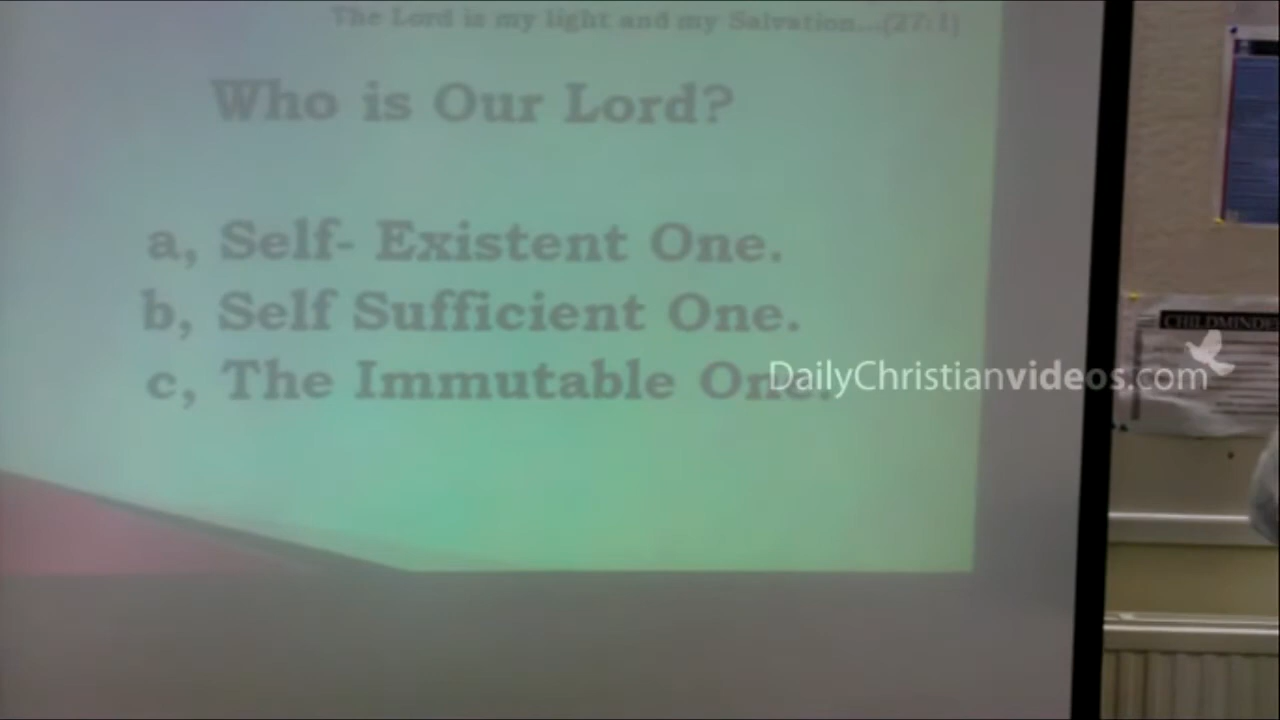 The Lord is my light and my Salvation...(27:1)
Who is Our Lord?
a, Self- Existent One.
b, Self Sufficient One.
c, The Immutable One.
DailyChristianvideos.com